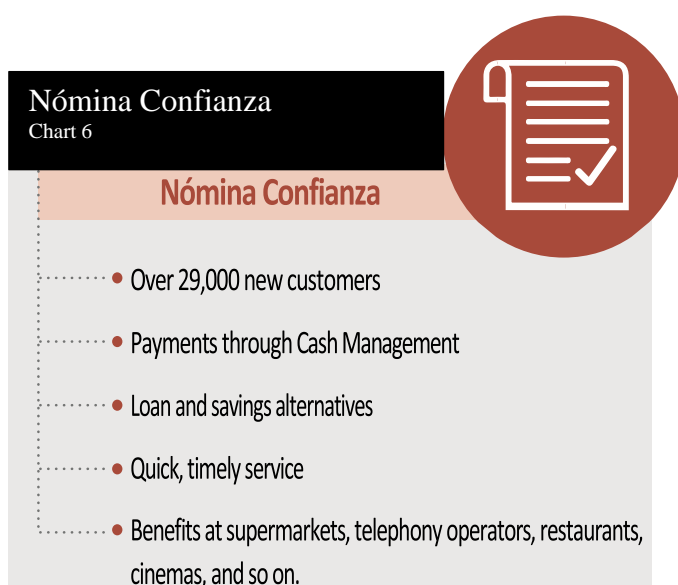 Nómina Confianza
Chart 6
Nómina Confianza
Over 29,000 new customers
Payments through Cash Management
Loan and savings alternatives
Quick, timely service
Benefits at supermarkets, telephony operators, restaurants,
cinemas, and so on.